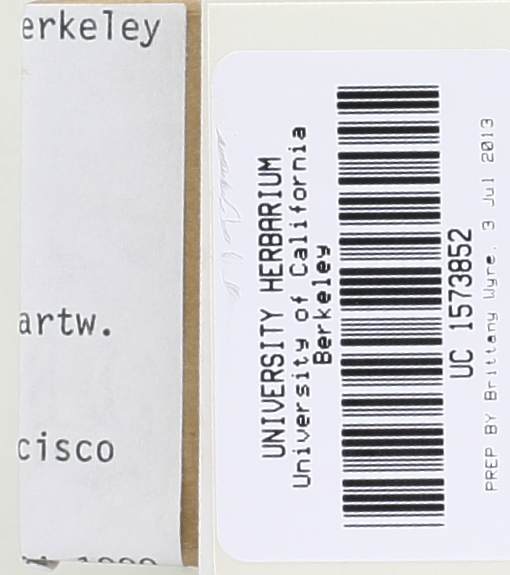 erkeley
artw.
cisco
UNIVERSITY HERBARIUM
University of California
Berkeley
UC 1573852
PREP BY Brittany Wyre, 3 Jul 2013